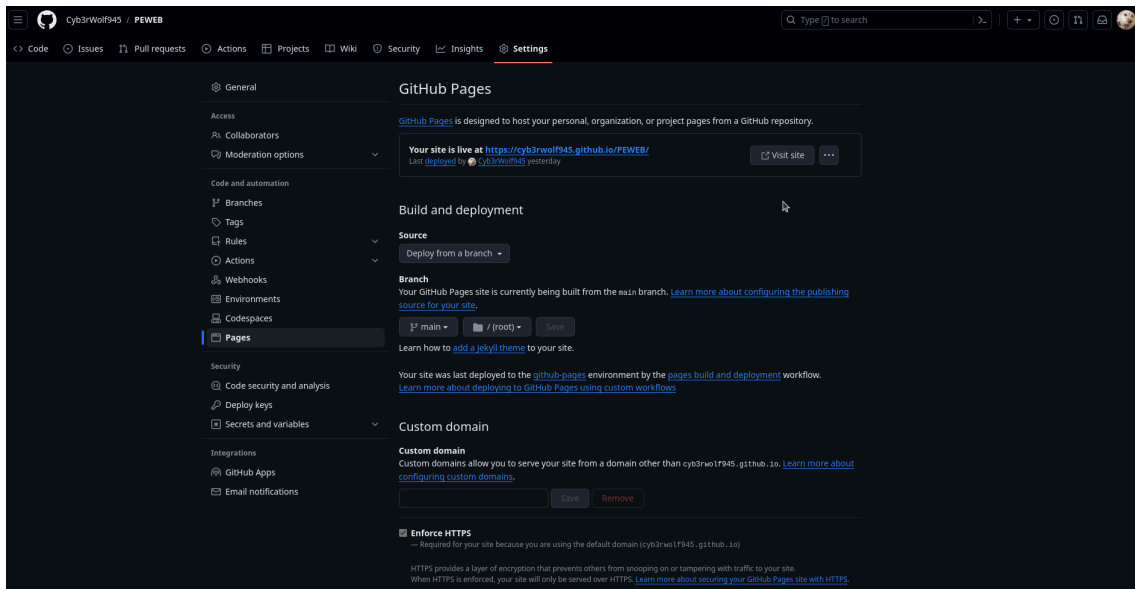 Cyb3rWolf945 / PEWEB
Type / to search
Code
Issues
Pull requests
Actions
Projects
Wiki
Security
Insights
Settings
General
Access
Collaborators
Moderation options
Code and automation
Branches
Tags
Rules
Actions
Webhooks
Environments
Codespaces
Pages
Security
Code security and analysis
Deploy keys
Secrets and variables
Integrations
GitHub Apps
Email notifications
GitHub Pages
GitHub Pages is designed to host your personal, organization, or project pages from a GitHub repository.
Your site is live at https://cyb3rwolf945.github.io/PEWEB/
Last deployed by Cyb3rWolf945 yesterday
Visit site
Build and deployment
Source
Deploy from a branch
Branch
Your GitHub Pages site is currently being built from the main branch. Learn more about configuring the publishing
source for your site.
main
/ (root)
Save
Learn how to add a Jekyll theme to your site.
Your site was last deployed to the github-pages environment by the pages build and deployment workflow.
Learn more about deploying to GitHub Pages using custom workflows
Custom domain
Custom domain
Custom domains allow you to serve your site from a domain other than cyb3rwolf945.github.io. Learn more about
configuring custom domains.
Save
Remove
Enforce HTTPS
— Required for your site because you are using the default domain (cyb3rwolf945.github.io)
HTTPS provides a layer of encryption that prevents others from snooping on or tampering with traffic to your site.
When HTTPS is enforced, your site will only be served over HTTPS. Learn more about securing your GitHub Pages site with HTTPS.